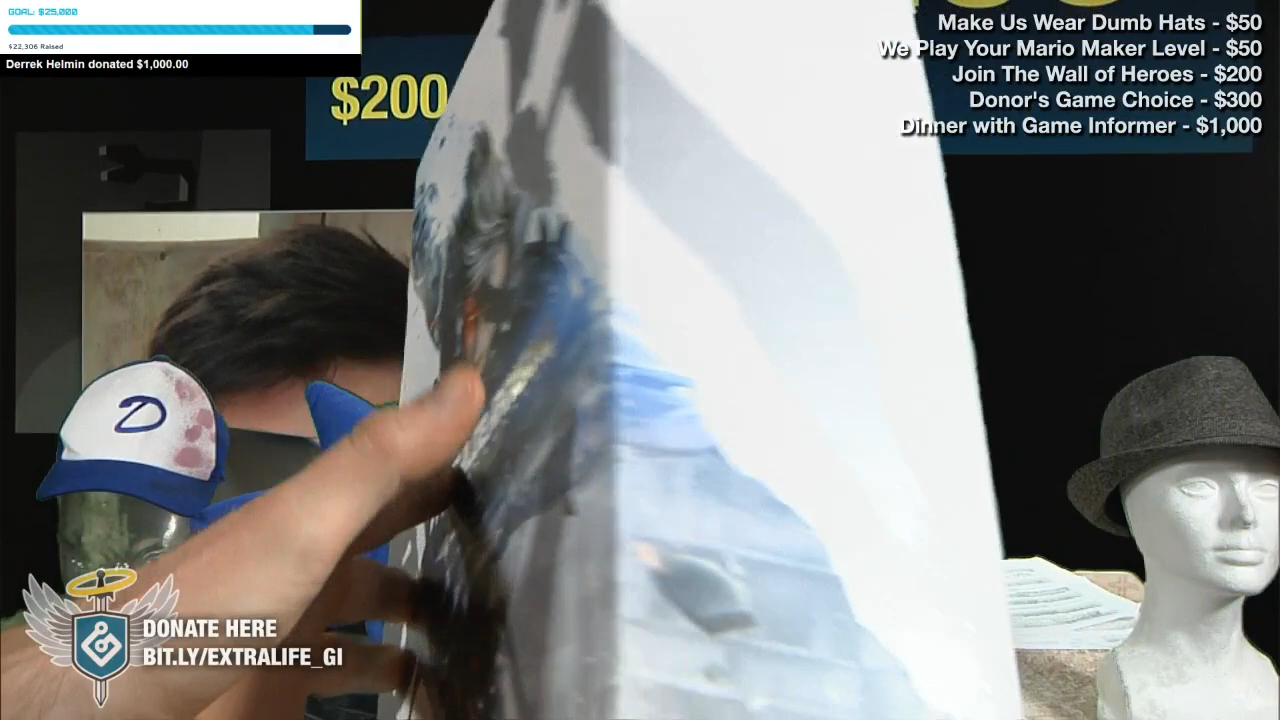 GOAL: $25,000
$22,306 Raised
Derrek Helmin donated $1,000.00
Make Us Wear Dumb Hats - $50
We Play Your Mario Maker Level - $50
Join The Wall of Heroes - $200
Donor's Game Choice - $300
Dinner with Game Informer - $1,000
$200
D
DONATE HERE
BIT.LY/EXTRALIFE_GI